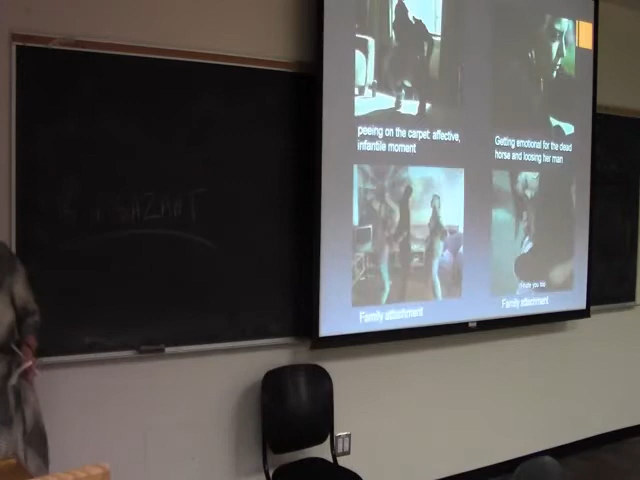 peeing on the carpet: affective,
infantile moment
Getting emotional for the dead
horse and loosing her man
Family attachment
Family attachment